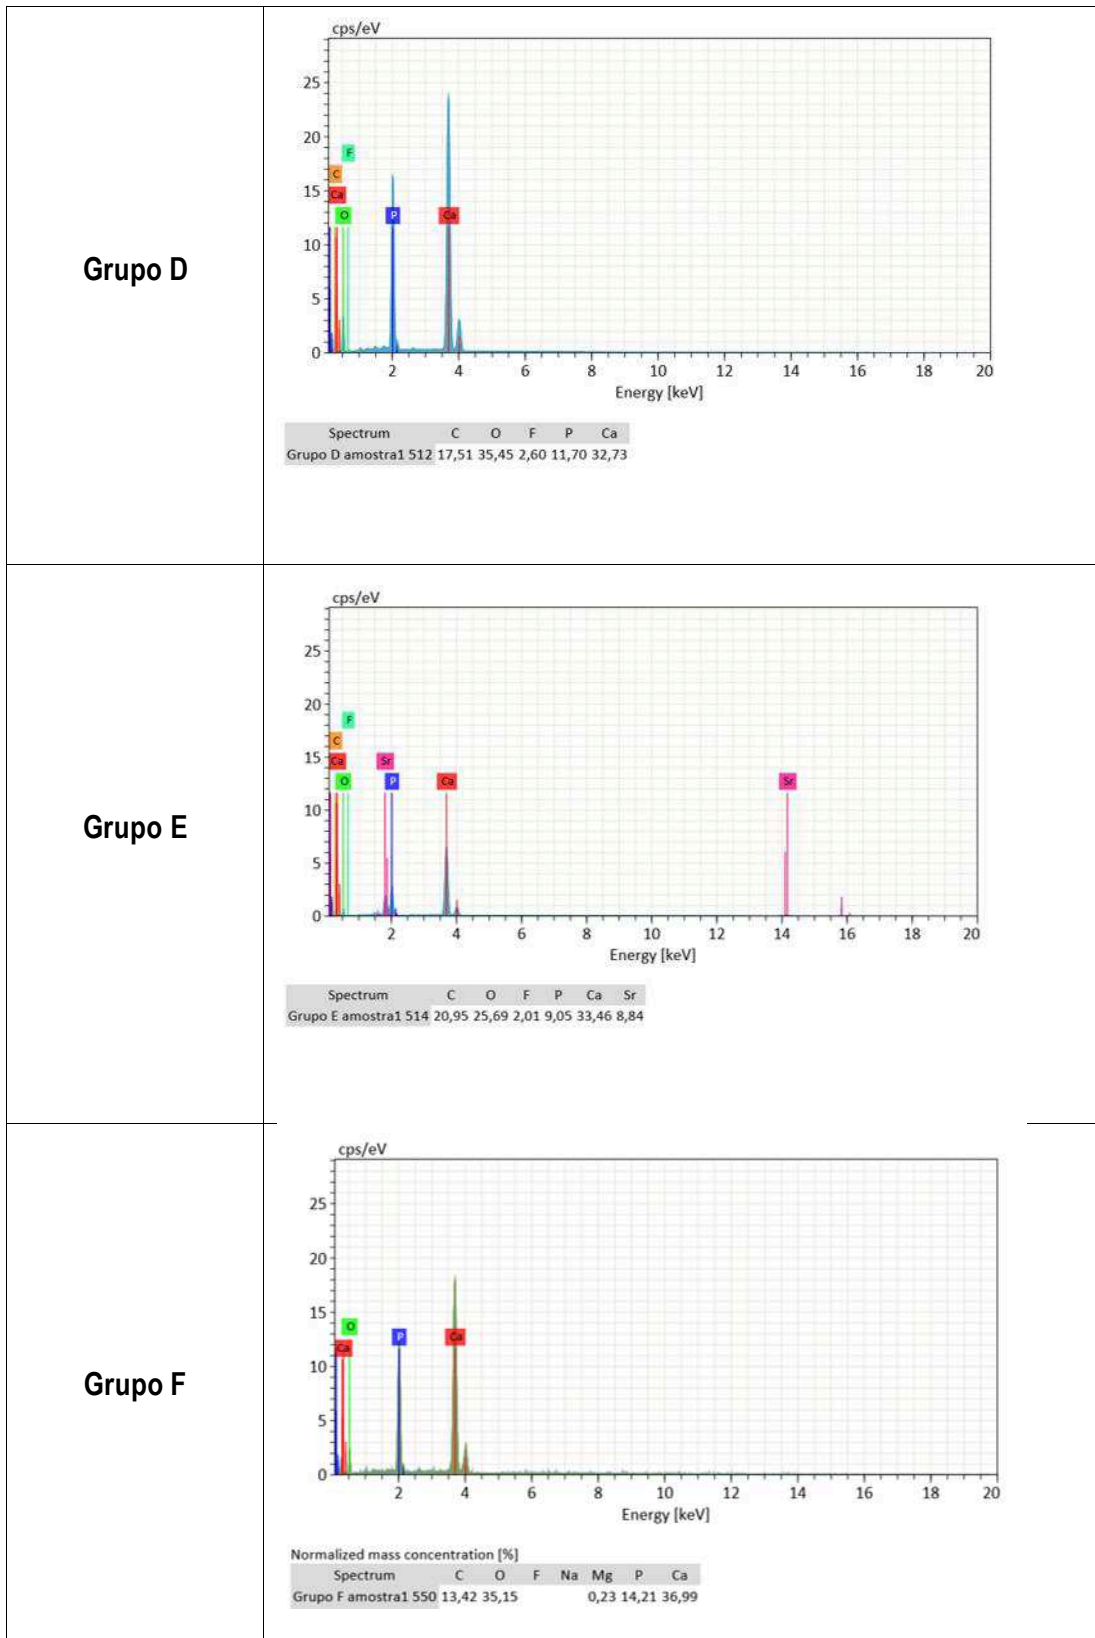 Grupo D
cps/eV
25
20
15
10
5
0
F
C
Ca
O
P
Ca
2 4 6 8 10 12 14 16 18 20
Energy [keV]
Spectrum C O F P Ca
Grupo D amostra1 512 17,51 35,45 2,60 11,70 32,73
Grupo E
cps/eV
25
20
15
10
5
0
F
C
Ca
O
Sr
P
Ca
Sr
2 4 6 8 10 12 14 16 18 20
Energy [keV]
Spectrum C O F P Ca Sr
Grupo E amostra1 514 20,95 25,69 2,01 9,05 33,46 8,84
Grupo F
cps/eV
25
20
15
10
5
0
O
Ca
P
Ca
2 4 6 8 10 12 14 16 18 20
Energy [keV]
Normalized mass concentration [%]
Spectrum C O F Na Mg P Ca
Grupo F amostra1 550 13,42 35,15 0,23 14,21 36,99